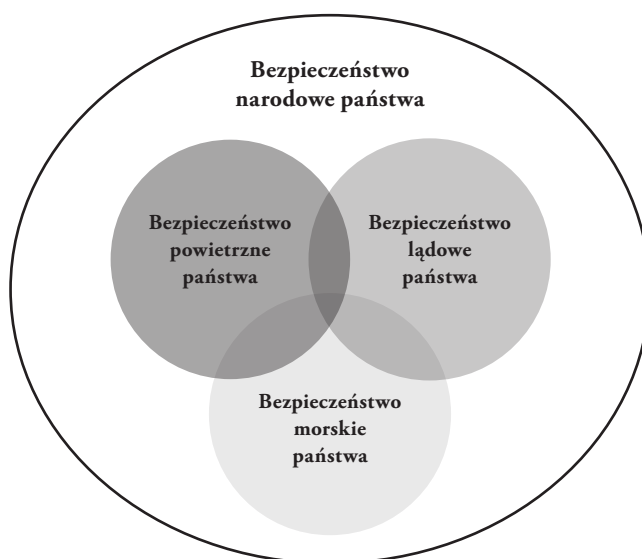 Bezpieczeństwo
narodowe państwa
Bezpieczeństwo
powietrzne
państwa
Bezpieczeństwo
lądowe
państwa
Bezpieczeństwo
morskie
państwa